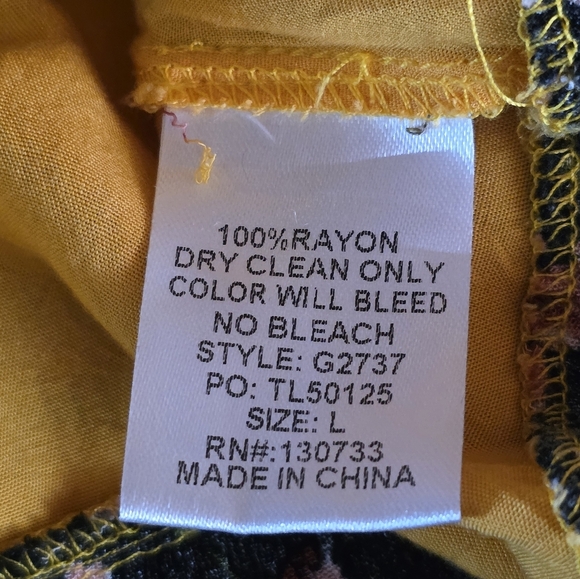 100%RAYON
DRY CLEAN ONLY
COLOR WILL BLEED
NO BLEACH
STYLE: G2737
PO: TL50125
SIZE: L
RN#:130733
MADE IN CHINA